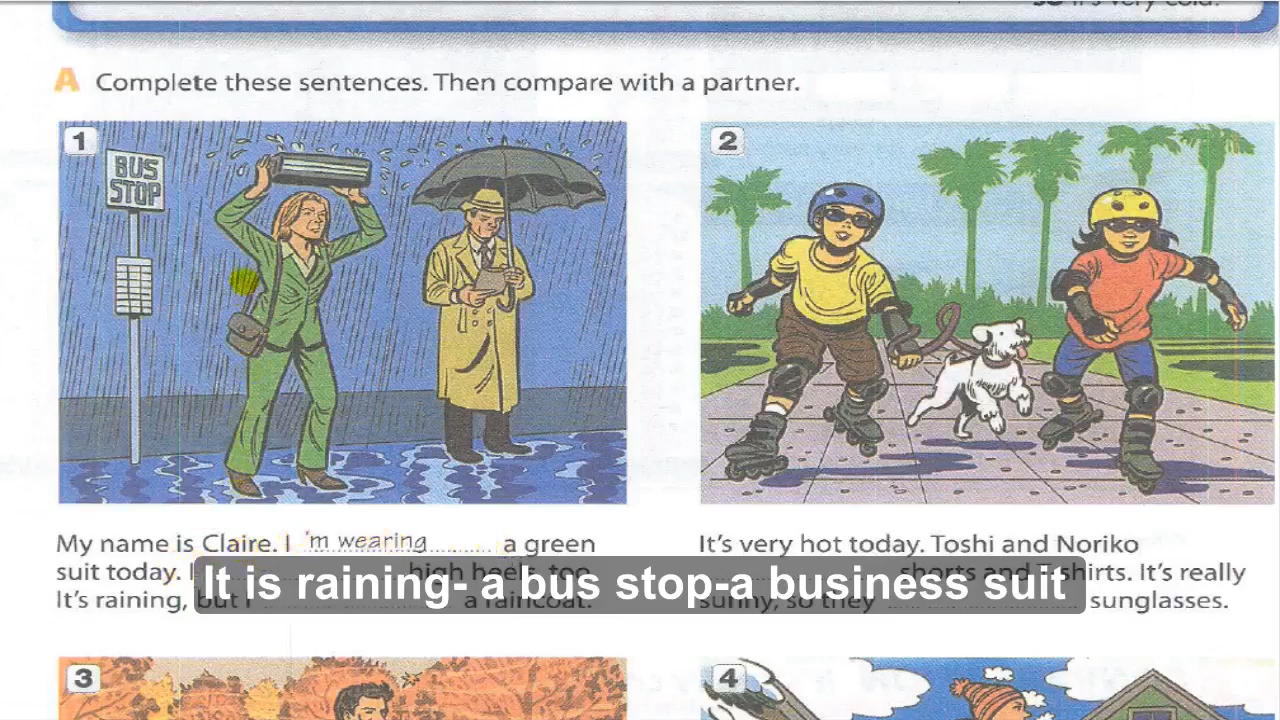 so it's very cold.
A Complete these sentences. Then compare with a partner.
1
BUS
STOP
2
My name is Claire. I 'm wearing a green
suit today. I high heels, too.
It's raining, but I a raincoat.
It's very hot today. Toshi and Noriko
shorts and T-shirts. It's really
sunny, so they sunglasses.
It is raining- a bus stop-a business suit
3
4